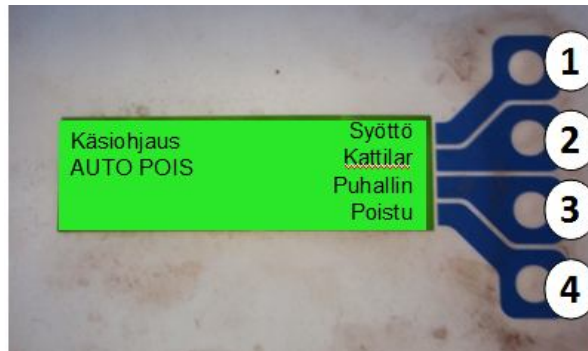 Käsiohjaus
AUTO POIS
Syöttö
Kattilar
Puhallin
Poistu
1
2
3
4